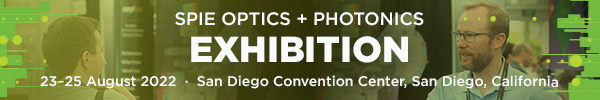 SPIE OPTICS + PHOTONICS
EXHIBITION
23–25 August 2022 · San Diego Convention Center, San Diego, California